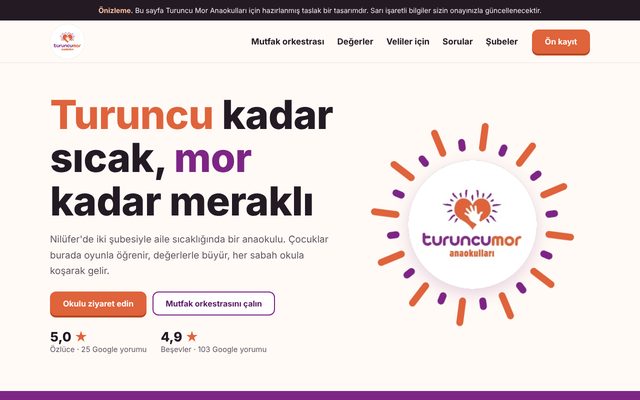 Önizleme. Bu sayfa Turuncu Mor Anaokulları için hazırlanmış taslak bir tasarımdır. Sarı işaretli bilgiler sizin onayınızla güncellenecektir.
turuncumor
anaokulları
Mutfak orkestrası
Değerler
Veliler için
Sorular
Şubeler
Ön kayıt
Turuncu kadar
sıcak, mor
kadar meraklı
Nilüfer'de iki şubesiyle aile sıcaklığında bir anaokulu. Çocuklar
burada oyunla öğrenir, değerlerle büyür, her sabah okula
koşarak gelir.
Okulu ziyaret edin
Mutfak orkestrasını çalın
5,0 ★
Özlüce · 25 Google yorumu
4,9 ★
Beşevler · 103 Google yorumu
turuncumor
anaokulları